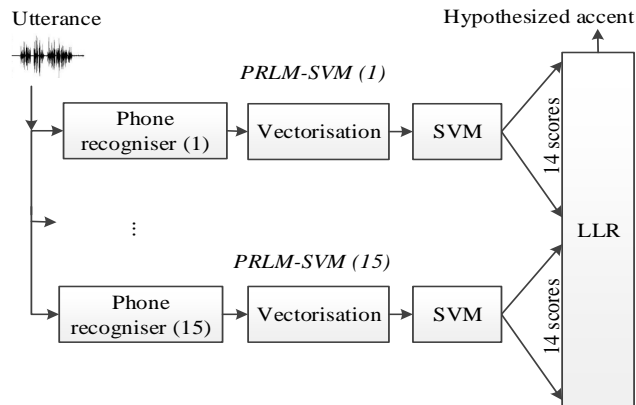 Utterance
Hypothesized accent
PRLM-SVM (1)
Phone
recogniser (1)
Vectorisation
SVM
14 scores
...
LLR
PRLM-SVM (15)
Phone
recogniser (15)
Vectorisation
SVM
14 scores